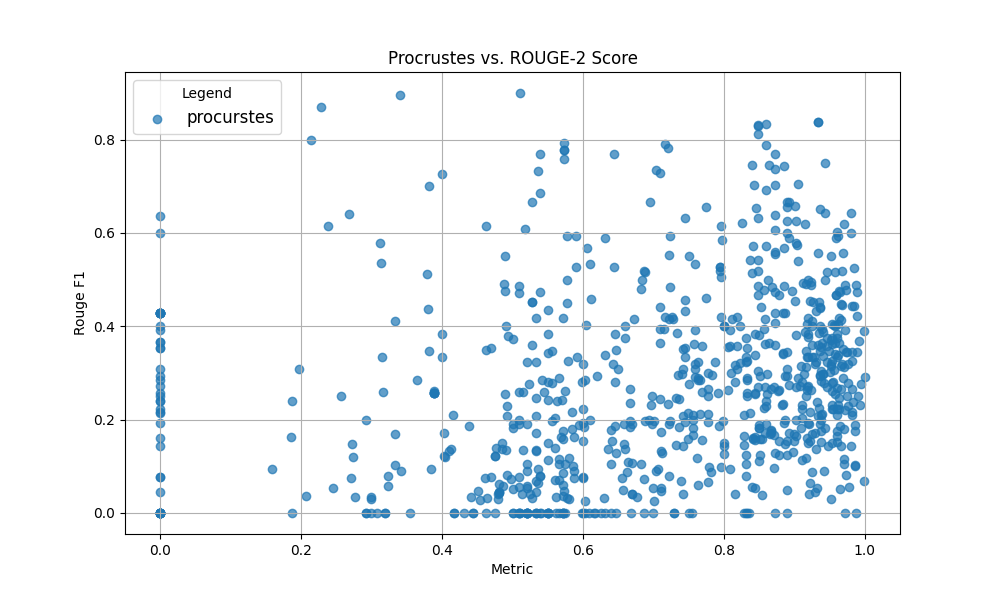 Procrustes vs. ROUGE-2 Score
Legend
procurstes
Rouge F1
0.8
0.6
0.4
0.2
0.0
0.0 0.2 0.4 0.6 0.8 1.0
Metric